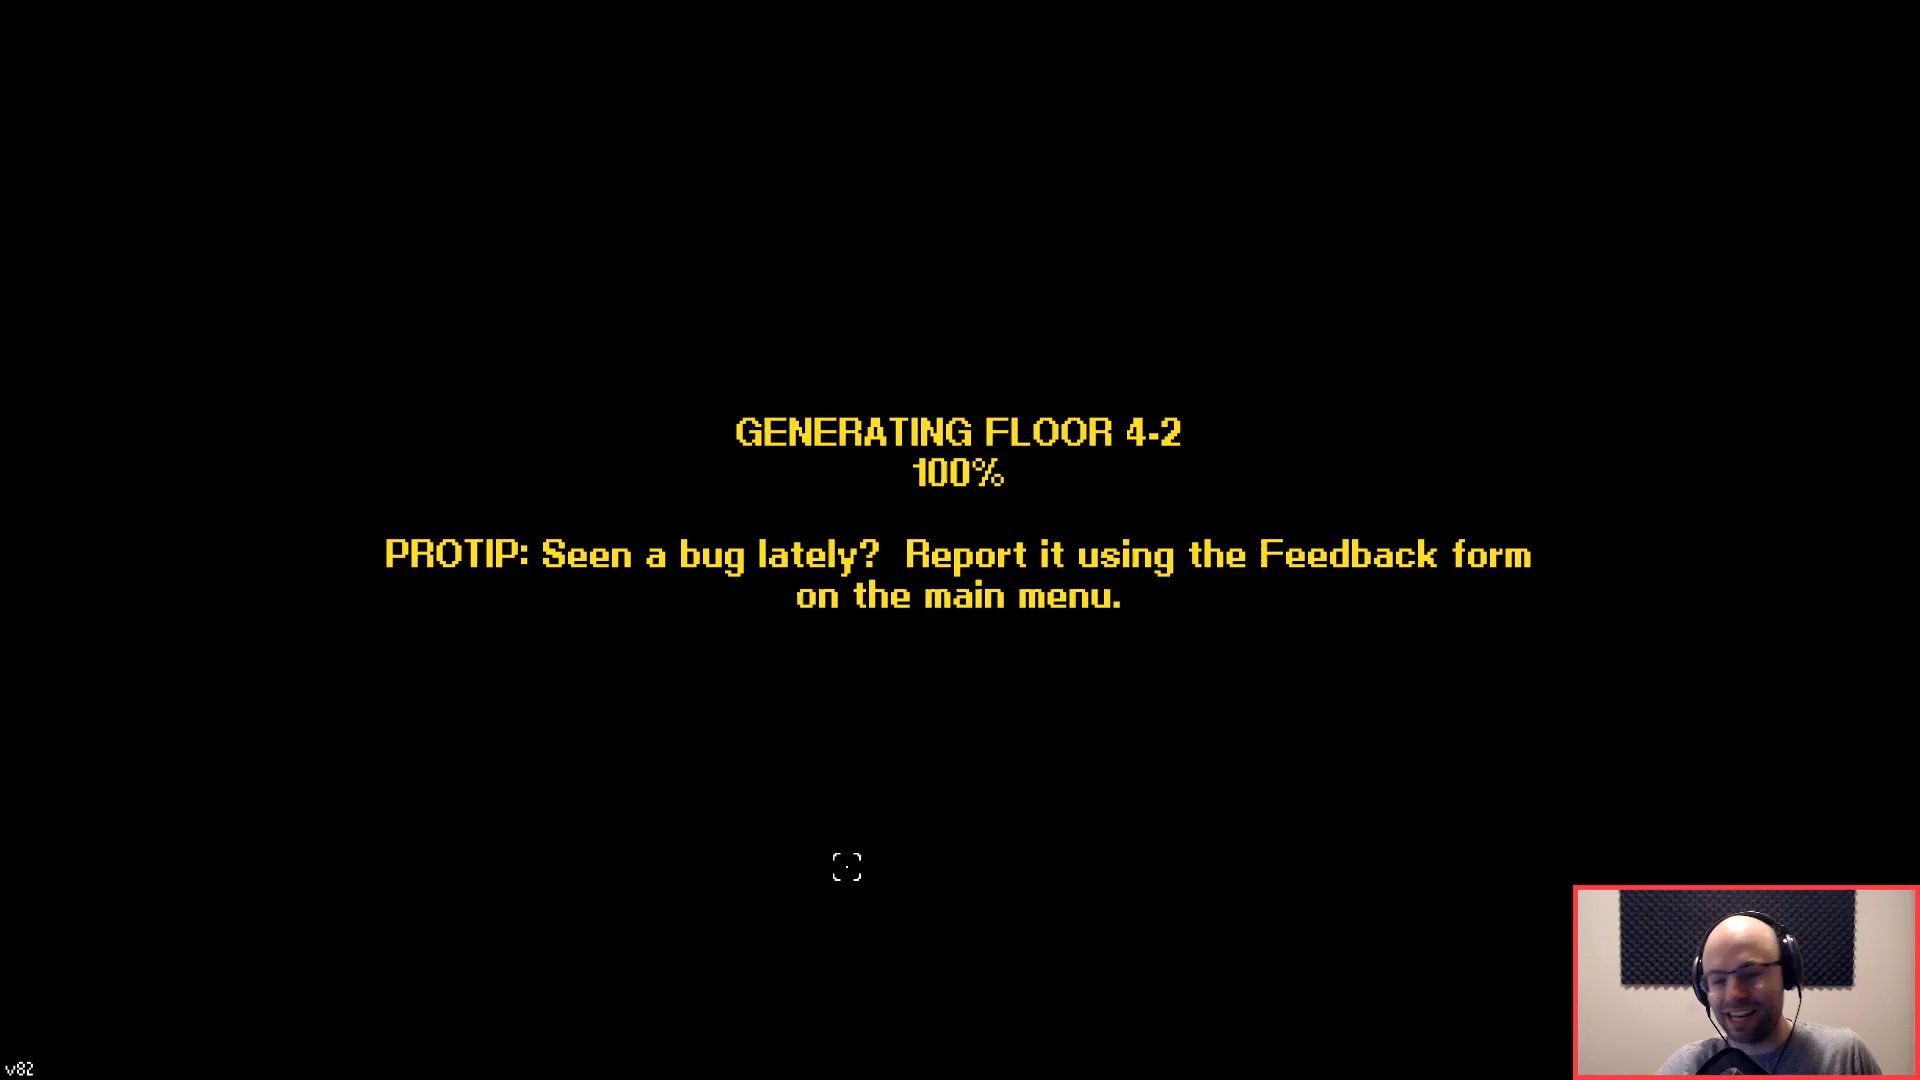 GENERATING FLOOR 4-2
100%
PROTIP: Seen a bug lately?  Report it using the Feedback form
on the main menu.
v82